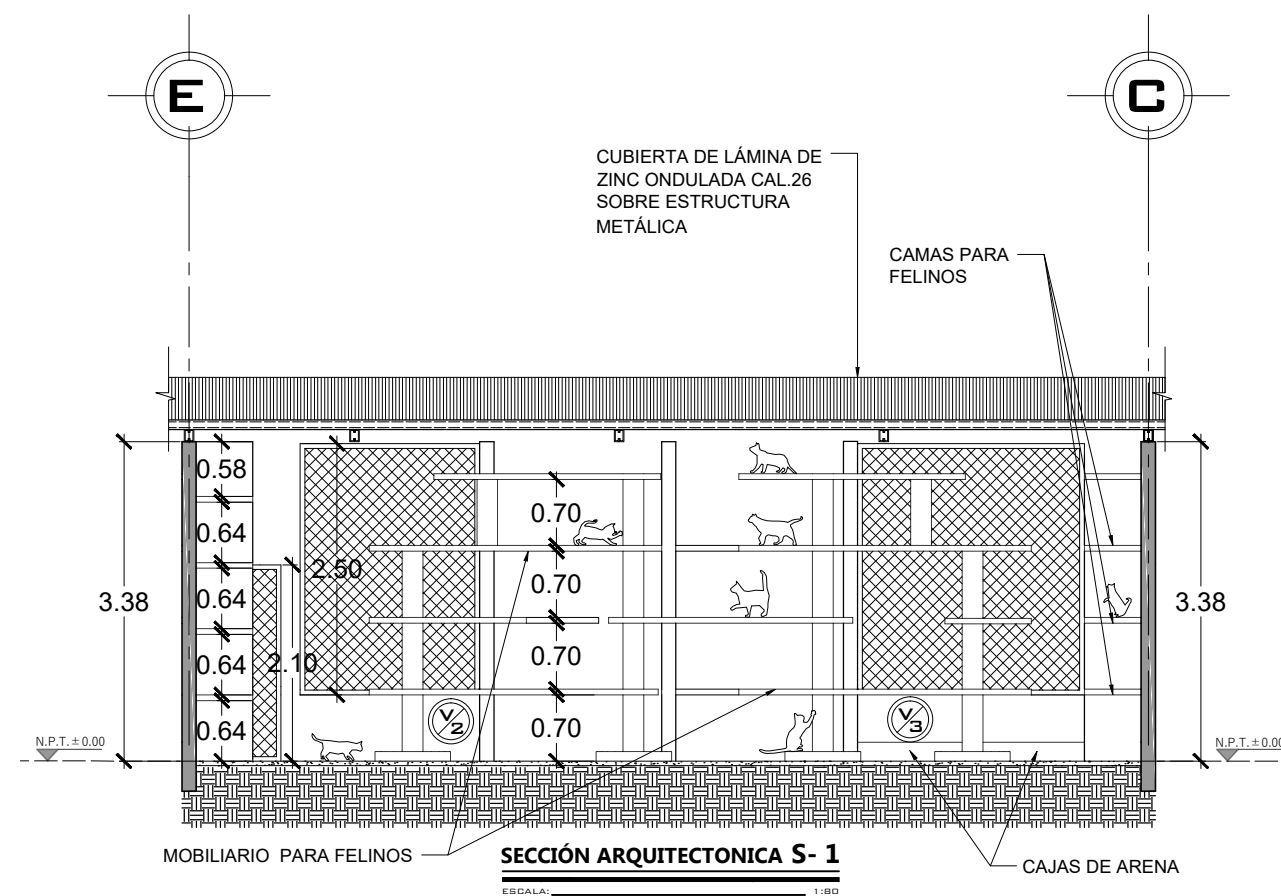 E
C
CUBIERTA DE LÁMINA DE
ZINC ONDULADA CAL.26
SOBRE ESTRUCTURA
METÁLICA
CAMAS PARA
FELINOS
0.58
0.64
0.64
0.64
0.64
3.38
2.50
2.10
0.70
0.70
0.70
0.70
3.38
V/2
V/3
N.P.T. ± 0.00
N.P.T. ± 0.00
MOBILIARIO PARA FELINOS
SECCIÓN ARQUITECTONICA S- 1
CAJAS DE ARENA
ESCALA: 1:80